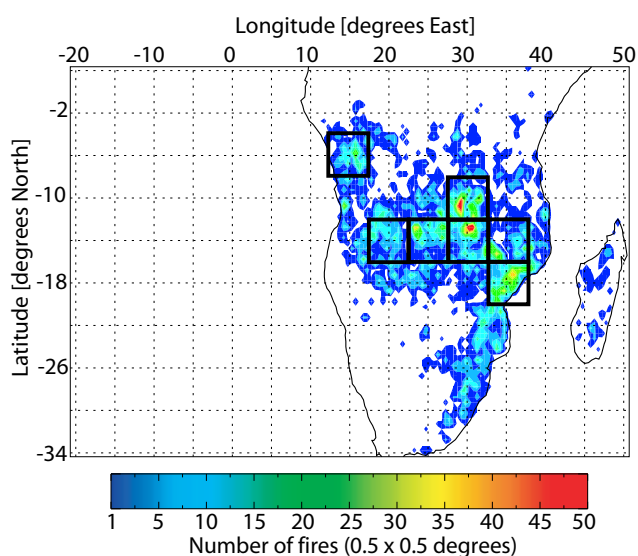 Longitude [degrees East]
-20 -10 0 10 20 30 40 50
Latitude [degrees North]
-2
-10
-18
-26
-34
1 5 10 15 20 25 30 35 40 45 50
Number of fires (0.5 x 0.5 degrees)